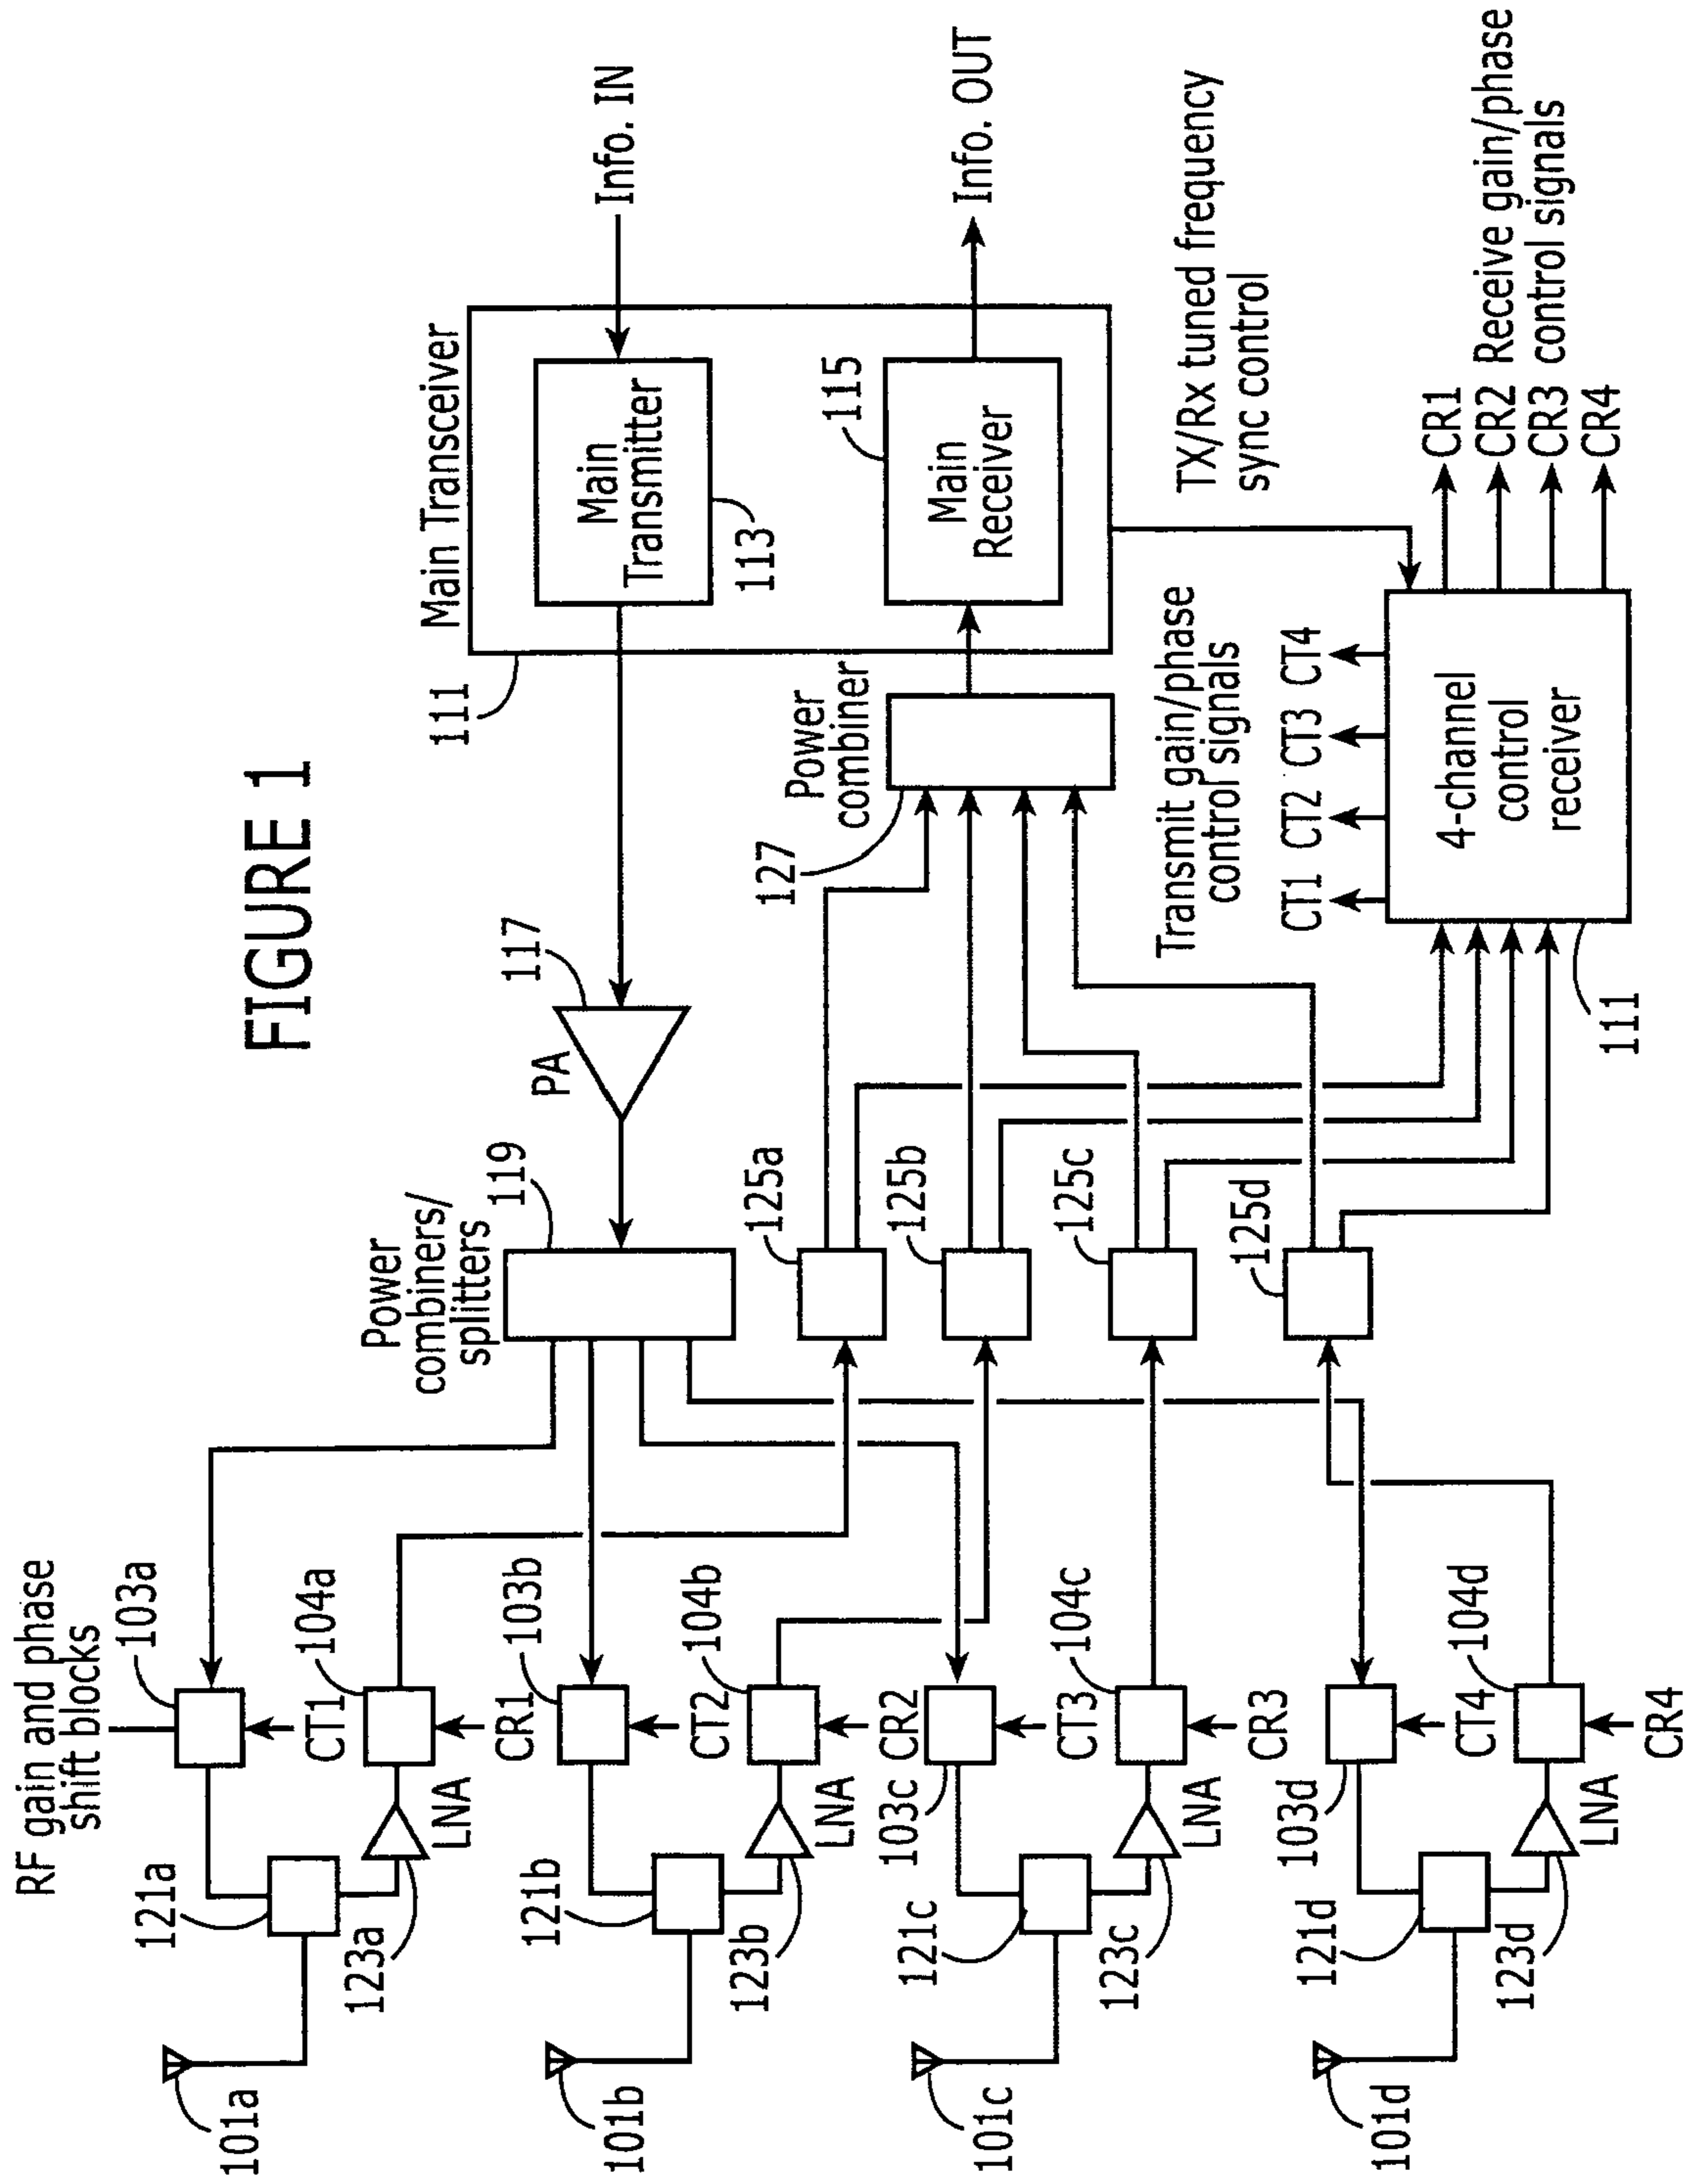 FIGURE 1
RF gain and phase
shift blocks
103a
121a
104a
CT1
123a
LNA
CR1
101a
103b
121b
104b
CT2
123b
LNA
CR2
101b
103c
121c
104c
CT3
123c
LNA
CR3
101c
103d
121d
104d
CT4
123d
LNA
CR4
101d
Power
combiners/
splitters
119
PA
117
125a
125b
125c
125d
Power
combiner
127
111
Main Transceiver
Main
Transmitter
113
Info. IN
Main
Receiver
115
Info. OUT
TX/Rx tuned frequency
sync control
Transmit gain/phase
control signals
CT1 CT2 CT3 CT4
4-channel
control
receiver
111
CR1
CR2 Receive gain/phase
CR3 control signals
CR4